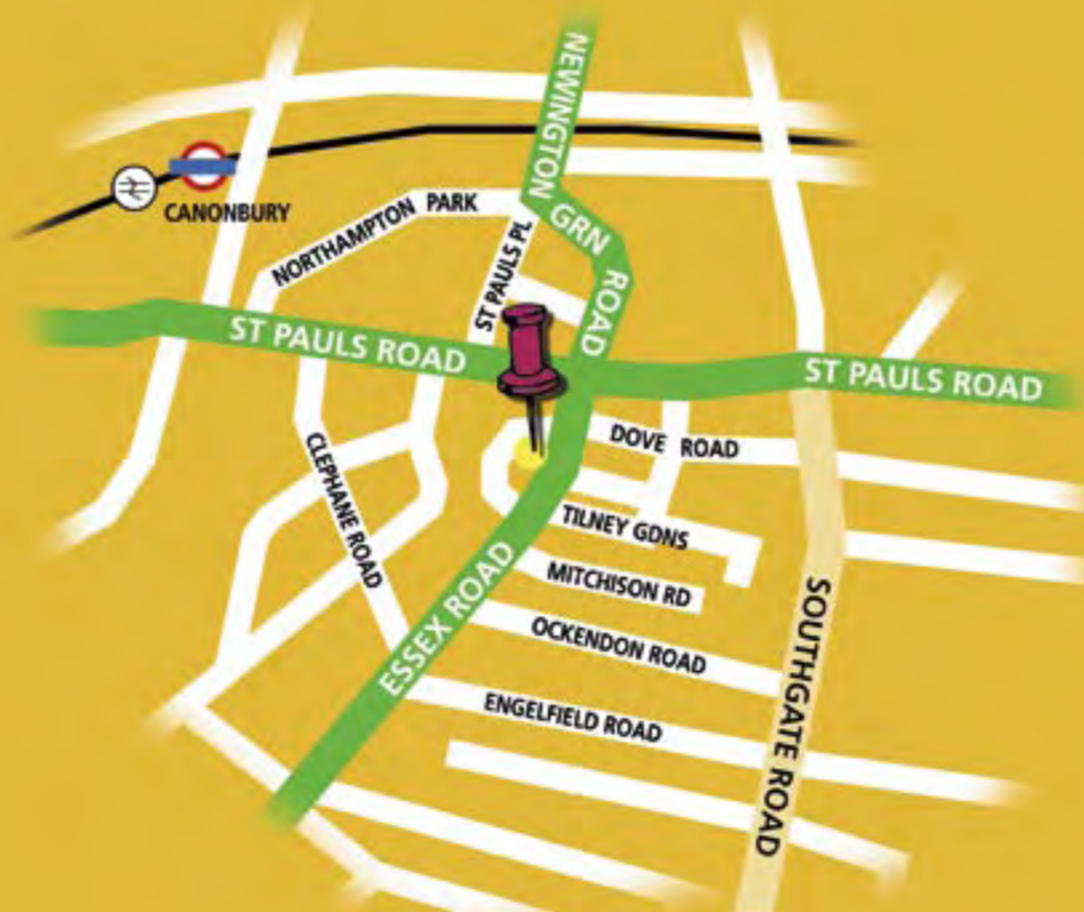 NEWINGTON
GRN
ROAD
CANONBURY
NORTHAMPTON PARK
ST PAULS PL
ST PAULS ROAD
ST PAULS ROAD
DOVE ROAD
CLEPHANE ROAD
TILNEY GDNS
MITCHISON RD
ESSEX ROAD
OCKENDON ROAD
ENGELFIELD ROAD
SOUTHGATE ROAD